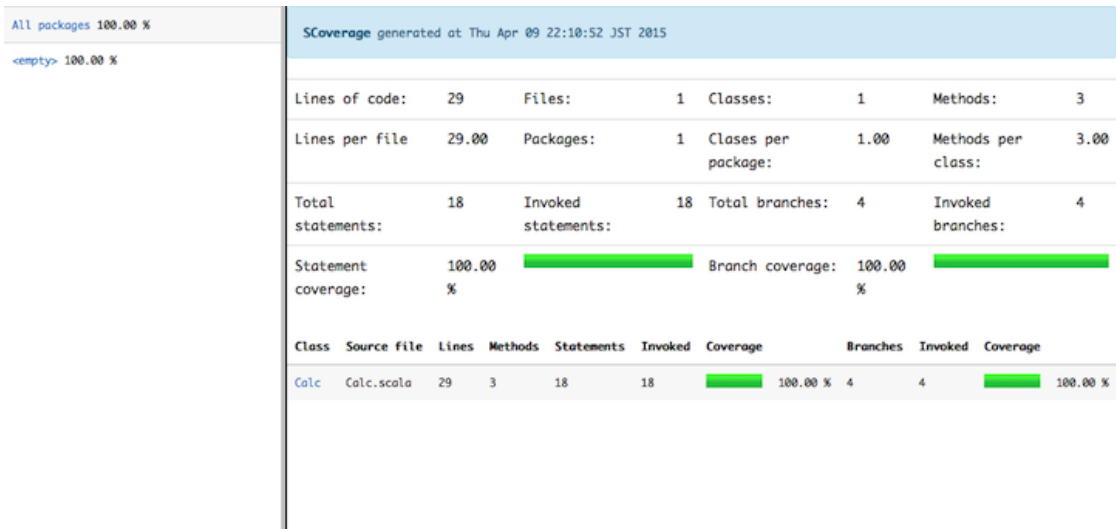 All packages 100.00 %
<empty> 100.00 %
SCoverage generated at Thu Apr 09 22:10:52 JST 2015
Lines of code: 29 Files: 1 Classes: 1 Methods: 3
Lines per file 29.00 Packages: 1 Clases per package: 1.00 Methods per class: 3.00
Total statements: 18 Invoked statements: 18 Total branches: 4 Invoked branches: 4
Statement coverage: 100.00 % Branch coverage: 100.00 %
Class Source file Lines Methods Statements Invoked Coverage Branches Invoked Coverage
Calc Calc.scala 29 3 18 18 100.00 % 4 4 100.00 %